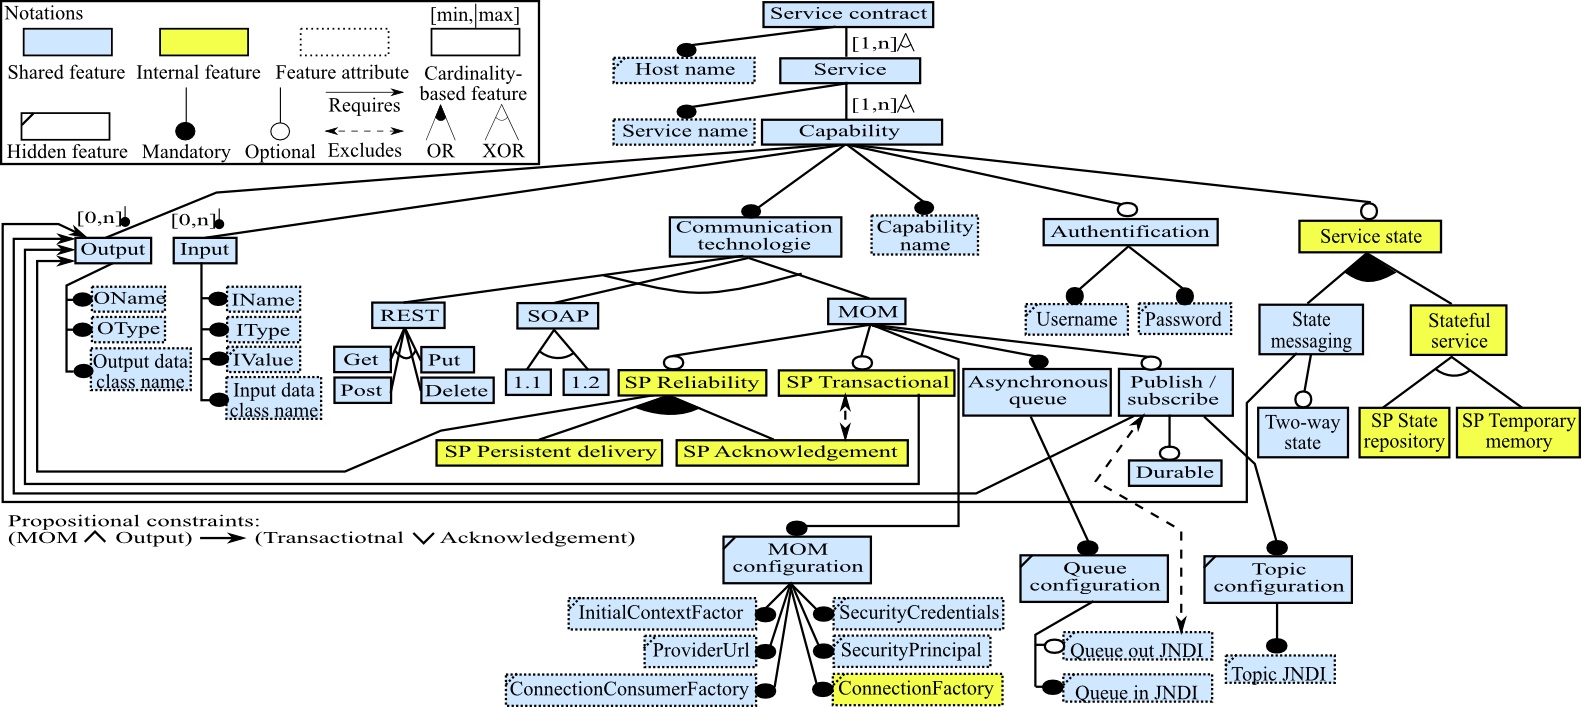 Notations
[min, max]
Shared feature
Internal feature
Feature attribute
Cardinality-
based feature
Requires
Excludes
Hidden feature
Mandatory
Optional
OR
XOR
Service contract
[1,n]
Host name
Service
[1,n]
Service name
Capability
[0,n]
[0,n]
Output
Input
Communication
technologie
Capability
name
Authentification
Service state
OName
OType
Output data
class name
IName
IType
IValue
Input data
class name
REST
SOAP
MOM
Username
Password
State
messaging
Stateful
service
Get
Put
Post
Delete
1.1
1.2
SP Reliability
SP Transactional
Asynchronous
queue
Publish /
subscribe
Two-way
state
SP State
repository
SP Temporary
memory
SP Persistent delivery
SP Acknowledgement
Durable
Propositional constraints:
(MOM ∧ Output) → (Transactiotnal ∨ Acknowledgement)
MOM
configuration
Queue
configuration
Topic
configuration
InitialContextFactor
SecurityCredentials
ProviderUrl
SecurityPrincipal
ConnectionConsumerFactory
ConnectionFactory
Queue out JNDI
Queue in JNDI
Topic JNDI